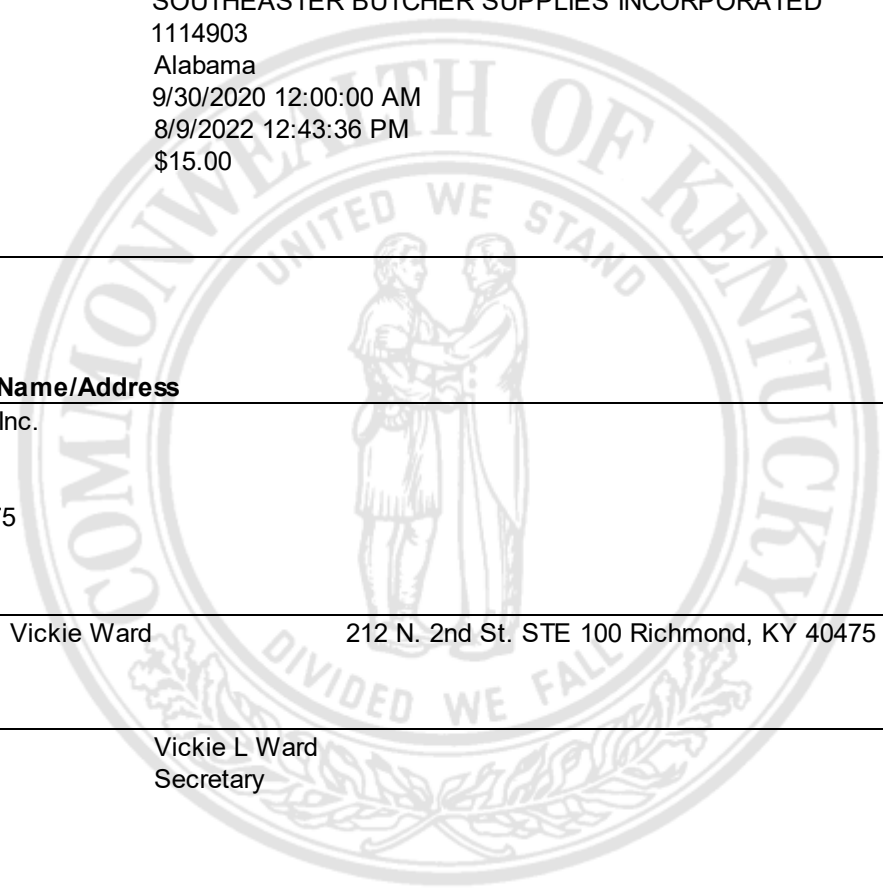 SOUTHEASTER BUTCHER SUPPLIES INCORPORATED
1114903
Alabama
9/30/2020 12:00:00 AM
8/9/2022 12:43:36 PM
$15.00
COMMONWEALTH OF KENTUCKY
UNITED WE STAND
Name/Address
Inc.
75
Vickie Ward 212 N. 2nd St. STE 100 Richmond, KY 40475
DIVIDED WE FALL
Vickie L Ward
Secretary